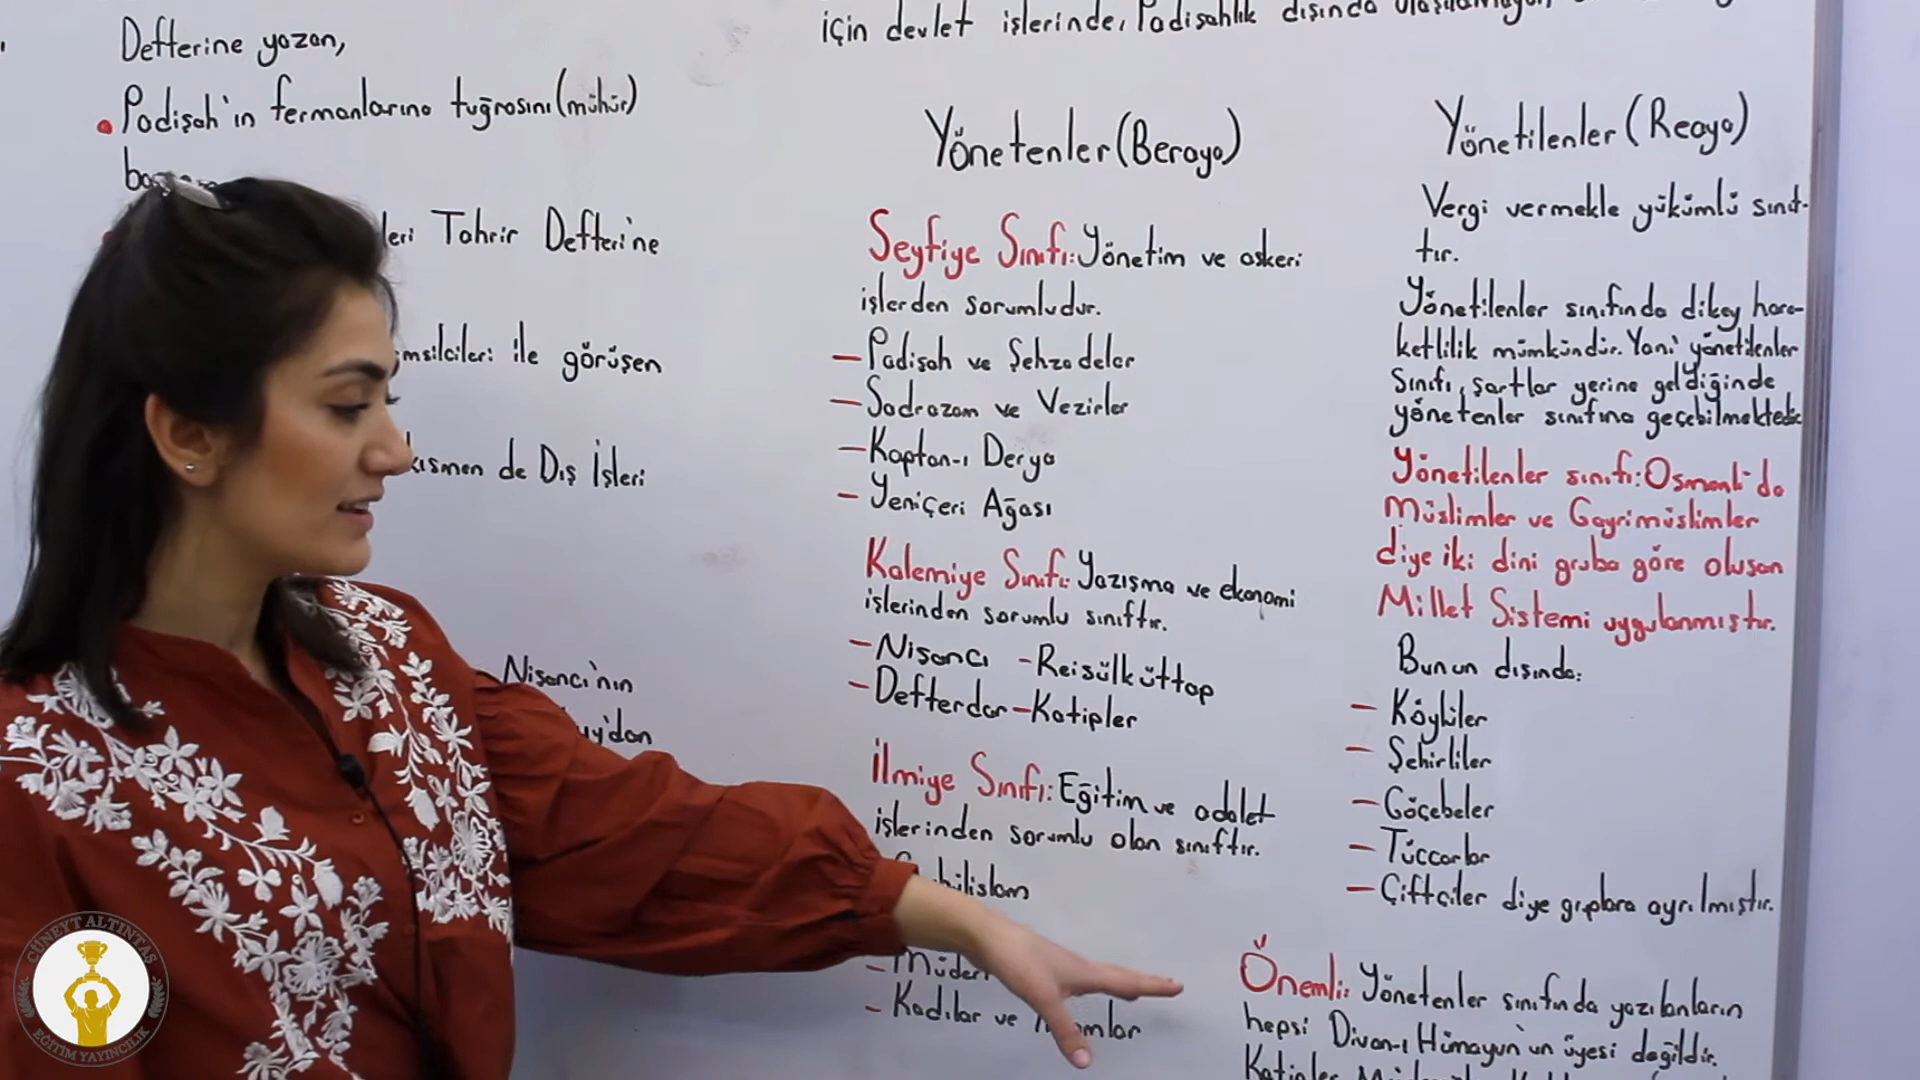 Defterine yazan,
Padişah'ın fermanlarına tuğrasını (mühür)
leri Tahrir Defteri'ne
msilcileri ile görüşen
kısmen de Dış İşleri
Nişancı'nın
dan
için devlet işlerinde, Padişahlık dışında
Yönetenler (Beraya)
Seyfiye Sınıfı: Yönetim ve askeri
işlerden sorumludur.
– Padişah ve Şehzadeler
– Sadrazam ve Vezirler
– Kaptan-ı Derya
– Yeniçeri Ağası
Kalemiye Sınıfı: Yazışma ve ekonomi
işlerinden sorumlu sınıftır.
– Nişancı – Reisülküttap
– Defterdar – Katipler
İlmiye Sınıfı: Eğitim ve adalet
işlerinden sorumlu olan sınıftır.
hilislam
– Müder
– Kadılar ve
Yönetilenler (Reaya)
Vergi vermekle yükümlü sınıf-
tır.
Yönetilenler sınıfında dikey hare-
ketlilik mümkündür. Yani yönetilenler
sınıfı, şartlar yerine geldiğinde
yönetenler sınıfına geçebilmektedir
Yönetilenler sınıfı: Osmanlı'da
Müslimler ve Gayrimüslimler
diye iki dini gruba göre oluşan
Millet Sistemi uygulanmıştır.
Bunun dışında:
– Köylüler
– Şehirliler
– Göçebeler
– Tüccarlar
– Çiftçiler diye gruplara ayrılmıştır.
Önemli: Yönetenler sınıfında yazılanların
hepsi Divan-ı Hümayun'un üyesi değildir.
Katipler
CÜNEYT ALTINTAŞ
EĞİTİM YAYINCILIK